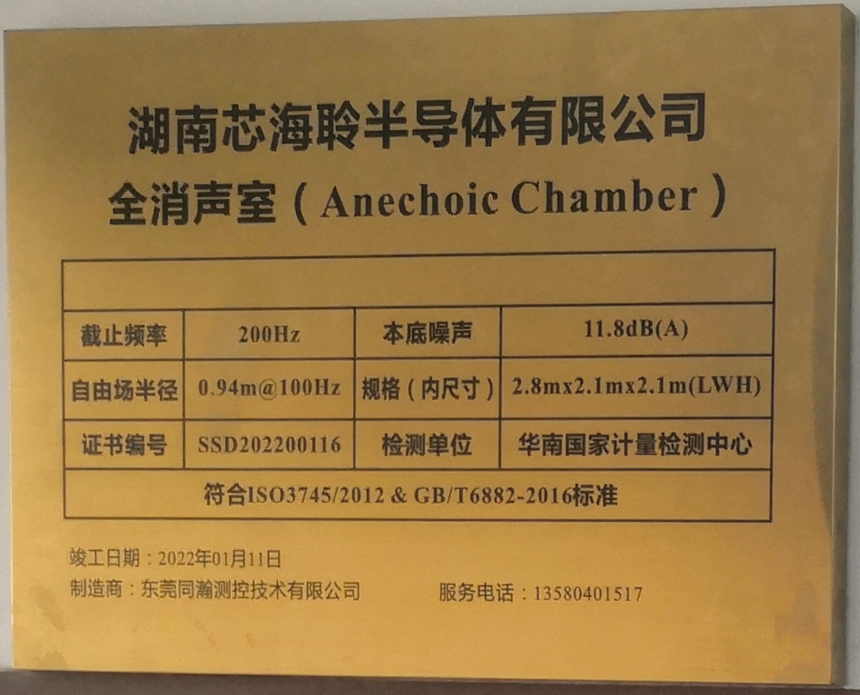 湖南芯海聆半导体有限公司
全消声室（Anechoic Chamber）
截止频率 200Hz 本底噪声 11.8dB(A)
自由场半径 0.94m@100Hz 规格（内尺寸） 2.8mx2.1mx2.1m(LWH)
证书编号 SSD202200116 检测单位 华南国家计量检测中心
符合ISO3745/2012 & GB/T6882-2016标准
竣工日期：2022年01月11日
制造商：东莞同瀚测控技术有限公司 服务电话：13580401517